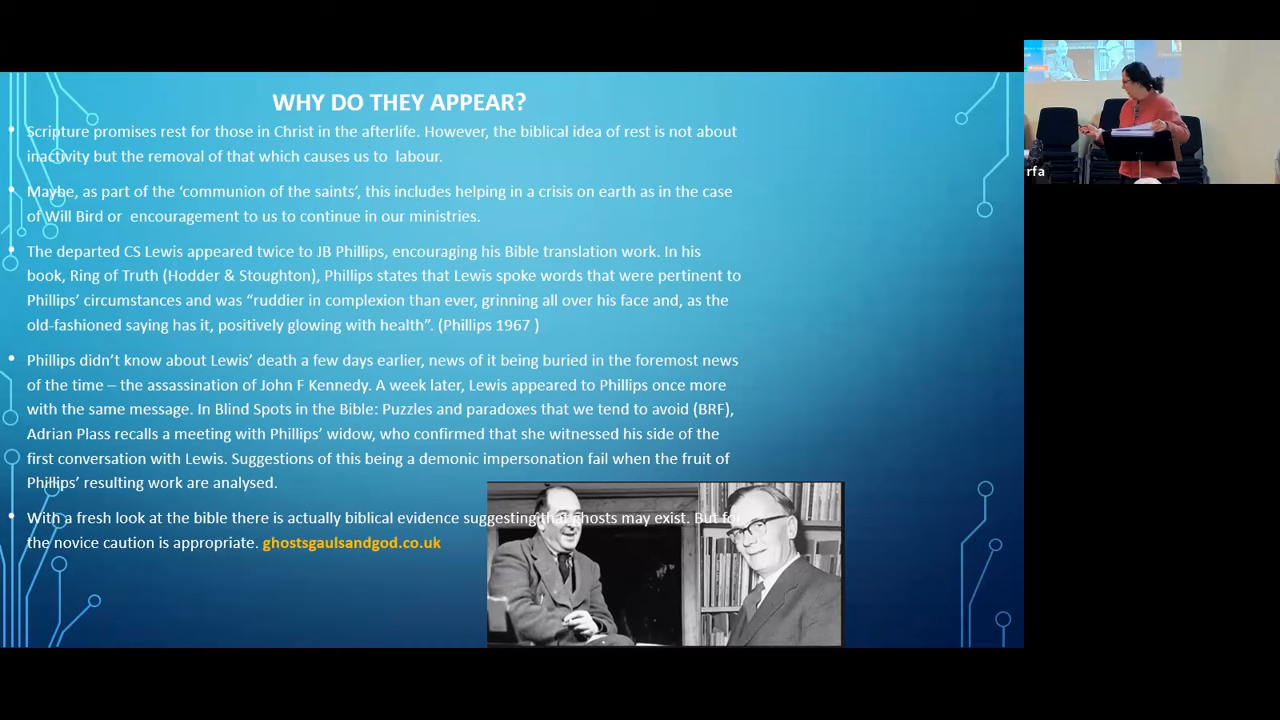 WHY DO THEY APPEAR?
Scripture promises rest for those in Christ in the afterlife. However, the biblical idea of rest is not about
inactivity but the removal of that which causes us to labour.
Maybe, as part of the ‘communion of the saints’, this includes helping in a crisis on earth as in the case
of Will Bird or encouragement to us to continue in our ministries.
The departed CS Lewis appeared twice to JB Phillips, encouraging his Bible translation work. In his
book, Ring of Truth (Hodder & Stoughton), Phillips states that Lewis spoke words that were pertinent to
Phillips’ circumstances and was “ruddier in complexion than ever, grinning all over his face and, as the
old-fashioned saying has it, positively glowing with health”. (Phillips 1967 )
Phillips didn’t know about Lewis’ death a few days earlier, news of it being buried in the foremost news
of the time – the assassination of John F Kennedy. A week later, Lewis appeared to Phillips once more
with the same message. In Blind Spots in the Bible: Puzzles and paradoxes that we tend to avoid (BRF),
Adrian Plass recalls a meeting with Phillips’ widow, who confirmed that she witnessed his side of the
first conversation with Lewis. Suggestions of this being a demonic impersonation fail when the fruit of
Phillips’ resulting work are analysed.
With a fresh look at the bible there is actually biblical evidence suggesting that ghosts may exist. But for
the novice caution is appropriate. ghostsgaulsandgod.co.uk
rfa